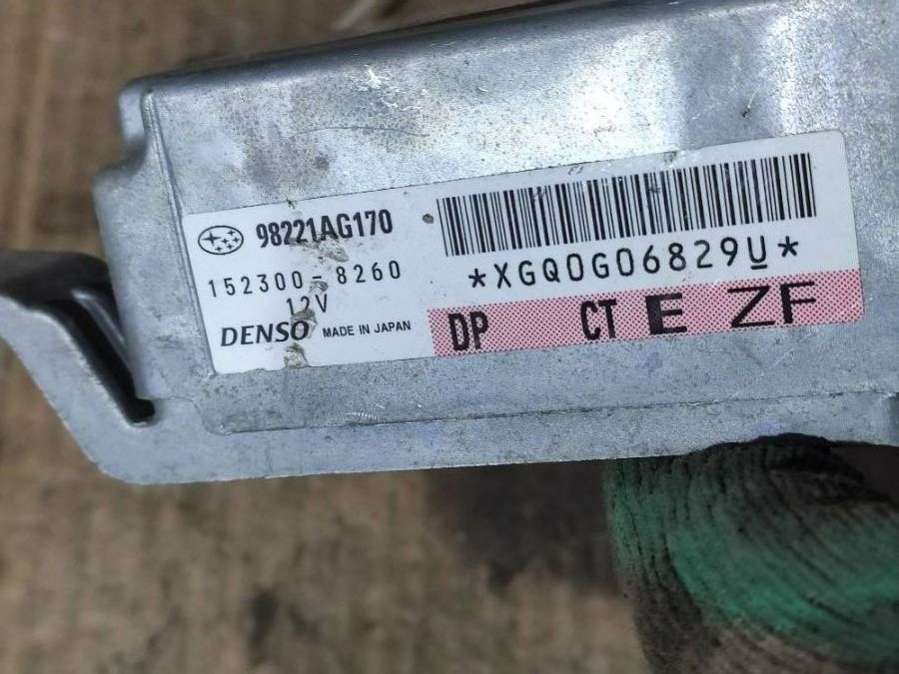 98221AG170
152300-8260
12V
DENSO MADE IN JAPAN
*XGQ0G06829U*
DP CT E ZF